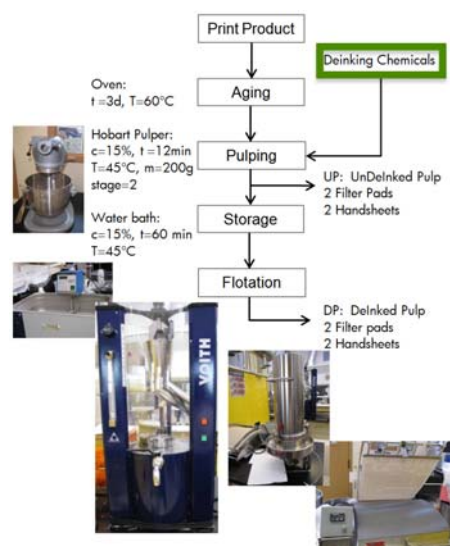 Print Product
Deinking Chemicals
Oven:
t =3d, T=60°C
Aging
Hobart Pulper:
c=15%, t =12min
T=45°C, m=200g
stage=2
Pulping
UP: UnDeInked Pulp
2 Filter Pads
2 Handsheets
Water bath:
c=15%, t=60 min
T=45°C
Storage
Flotation
DP: DeInked Pulp
2 Filter pads
2 Handsheets
VOITH